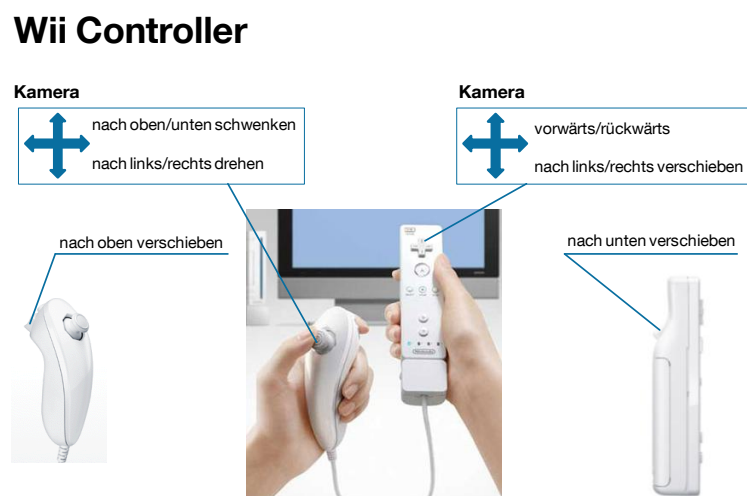 Wii Controller
Kamera
nach oben/unten schwenken
nach links/rechts drehen
Kamera
vorwärts/rückwärts
nach links/rechts verschieben
nach oben verschieben
nach unten verschieben